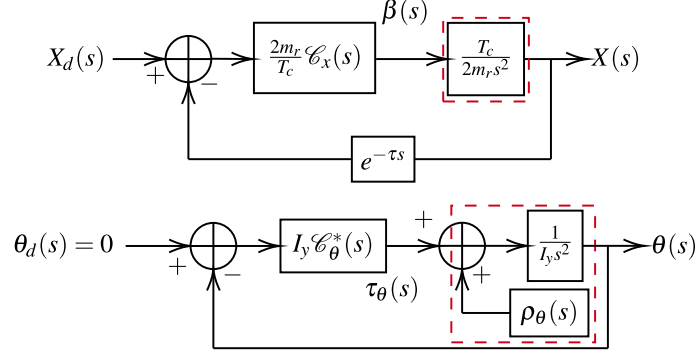 β(s)
X_d(s) + − 2m_r/T_c 𝒞_x(s) T_c/2m_r s² X(s)
e^{−τs}
θ_d(s) = 0 + − I_y 𝒞*_θ(s) + + 1/I_y s² θ(s)
τ_θ(s)
ρ_θ(s)